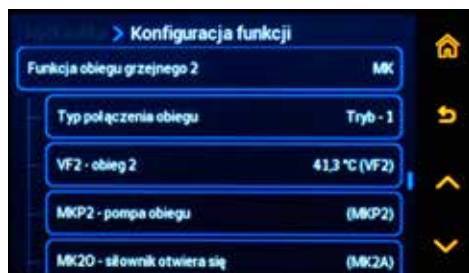 > Konfiguracja funkcji
Funkcja obiegu grzejnego 2 MK
Typ połączenia obiegu Tryb - 1
VF2 - obieg 2 41,3 °C (VF2)
MKP2 - pompa obiegu (MKP2)
MK2O - siłownik otwiera się (MK2A)